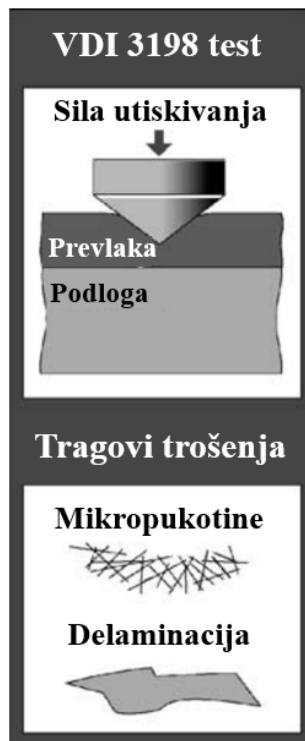 VDI 3198 test
Sila utiskivanja
Prevlaka
Podloga
Tragovi trošenja
Mikropukotine
Delaminacija